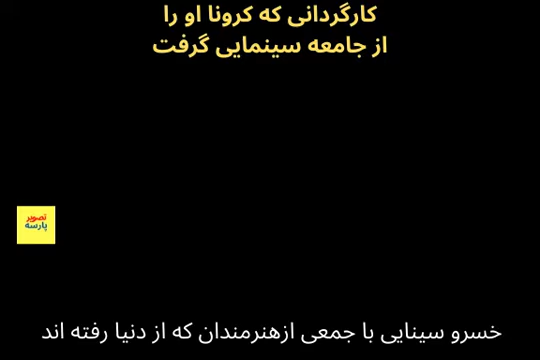 کارگردانی که کرونا او را
از جامعه سینمایی گرفت
تصویر
پارسه
خسرو سینایی با جمعی ازهنرمندان که از دنیا رفته اند